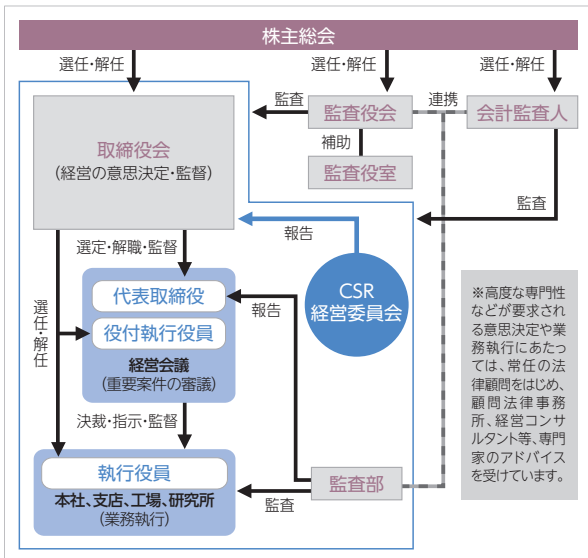 株主総会
選任・解任
選任・解任
選任・解任
監査
監査役会
連携
会計監査人
取締役会
(経営の意思決定・監督)
補助
監査役室
監査
報告
選定・解職・監督
CSR
経営委員会
代表取締役
報告
役付執行役員
選任・解任
経営会議
(重要案件の審議)
※高度な専門性
などが要求され
る意思決定や業
務執行にあたっ
ては、常任の法
律顧問をはじめ、
顧問法律事務
所、経営コンサ
ルタント等、専門
家のアドバイス
を受けています。
決裁・指示・監督
執行役員
監査部
本社、支店、工場、研究所
監査
(業務執行)